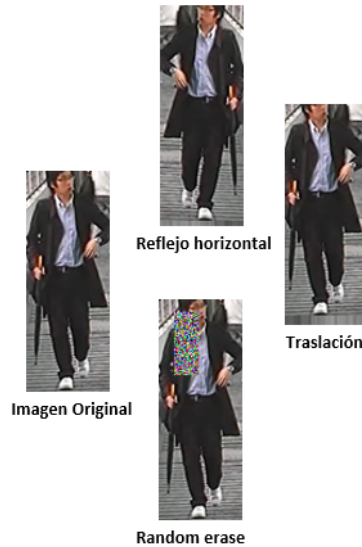 Reflejo horizontal
Traslación
Imagen Original
Random erase